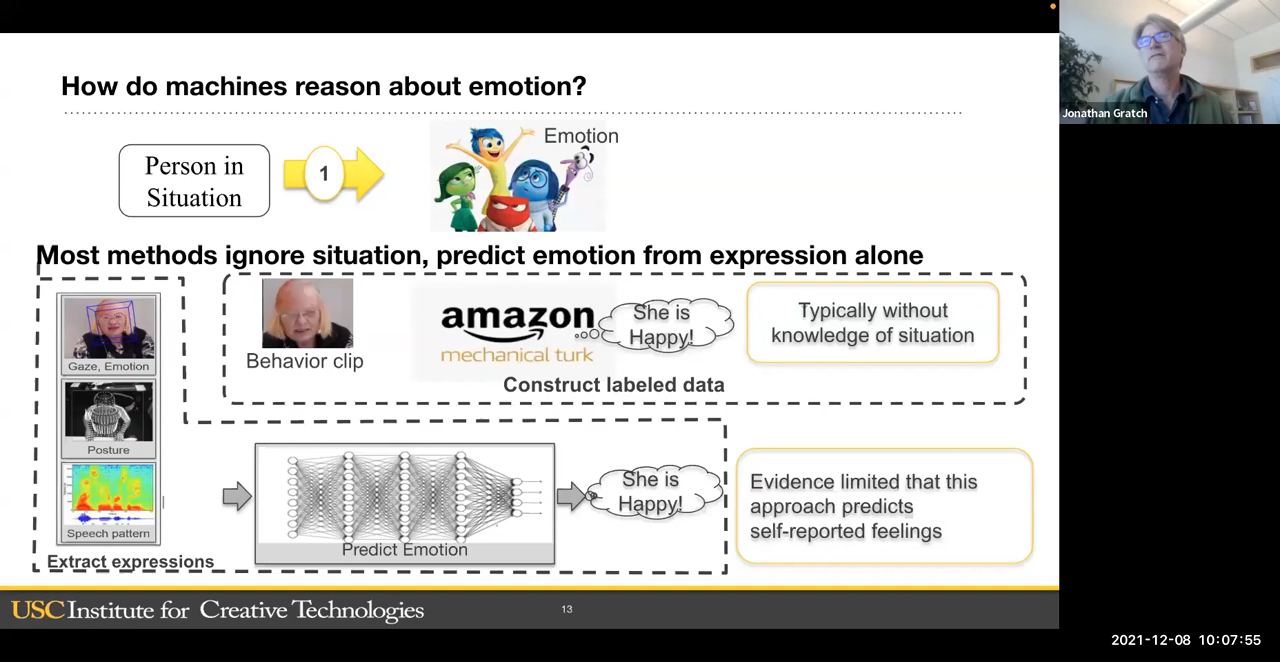 How do machines reason about emotion?
Person in
Situation
1
Emotion
Most methods ignore situation, predict emotion from expression alone
Gaze, Emotion
Posture
Speech pattern
Extract expressions
Behavior clip
amazon
mechanical turk
She is
Happy!
Typically without
knowledge of situation
Construct labeled data
Predict Emotion
She is
Happy!
Evidence limited that this
approach predicts
self-reported feelings
USC Institute for Creative Technologies
13
Jonathan Gratch
2021-12-08 10:07:55